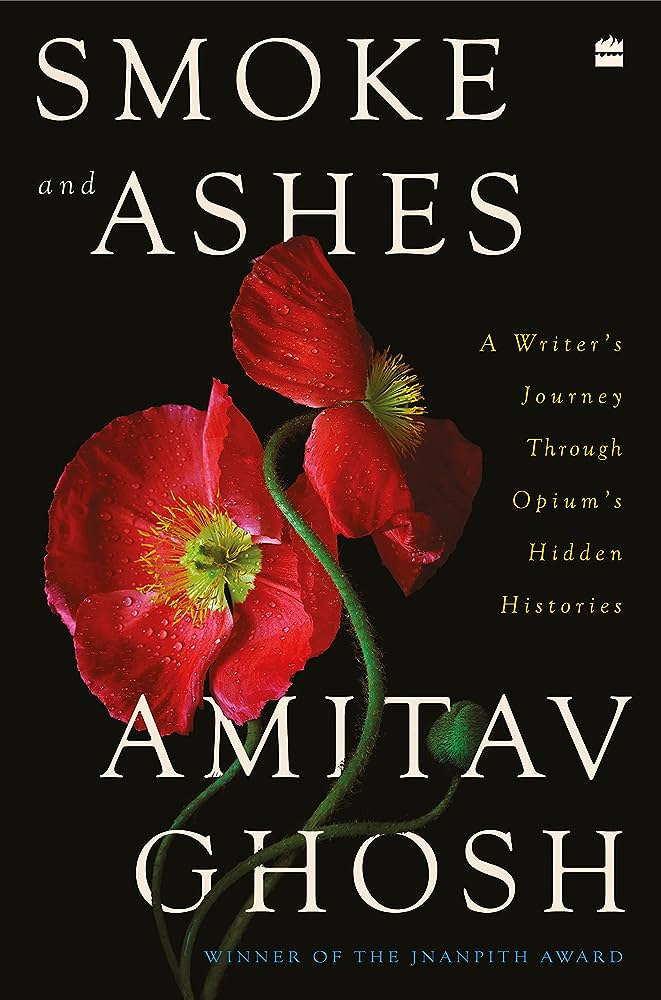 SMOKE
and ASHES
A Writer's
Journey
Through
Opium's
Hidden
Histories
AMITAV
GHOSH
WINNER OF THE JNANPITH AWARD